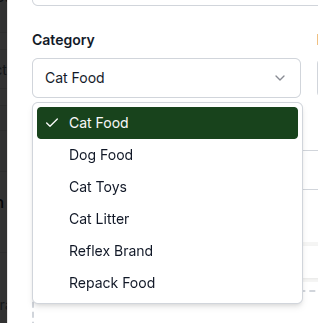 Category
Cat Food
Cat Food
Dog Food
Cat Toys
Cat Litter
Reflex Brand
Repack Food